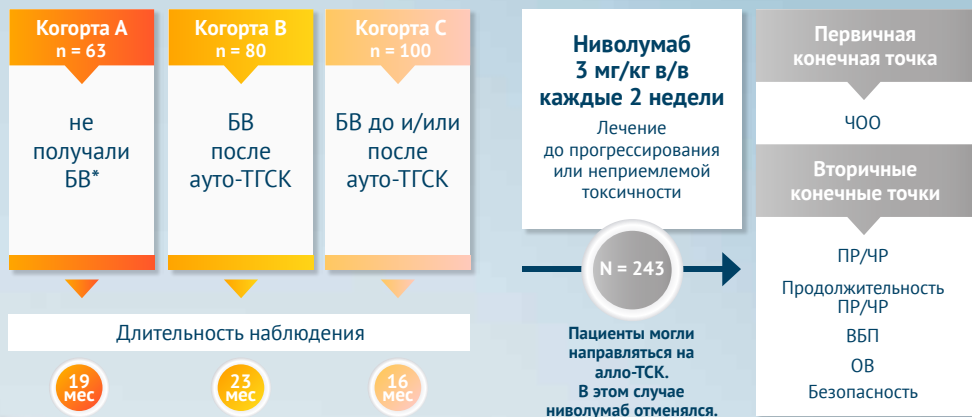 Когорта A
n = 63
не
получали
БВ*
Когорта B
n = 80
БВ
после
ауто-ТГСК
Когорта C
n = 100
БВ до и/или
после
ауто-ТГСК
Длительность наблюдения
19
мес
23
мес
16
мес
Ниволумаб
3 мг/кг в/в
каждые 2 недели
Лечение
до прогрессирования
или неприемлемой
токсичности
N = 243
Пациенты могли
направляться на
алло-ТСК.
В этом случае
ниволумаб отменялся.
Первичная
конечная точка
ЧОО
Вторичные
конечные точки
ПР/ЧР
Продолжительность
ПР/ЧР
ВБП
ОВ
Безопасность